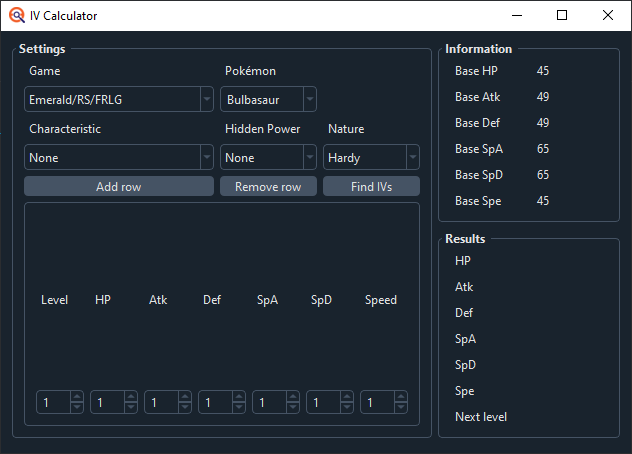 IV Calculator
Settings
Game Pokémon
Emerald/RS/FRLG Bulbasaur
Characteristic Hidden Power Nature
None None Hardy
Add row Remove row Find IVs
Level HP Atk Def SpA SpD Speed
1 1 1 1 1 1 1
Information
Base HP 45
Base Atk 49
Base Def 49
Base SpA 65
Base SpD 65
Base Spe 45
Results
HP
Atk
Def
SpA
SpD
Spe
Next level